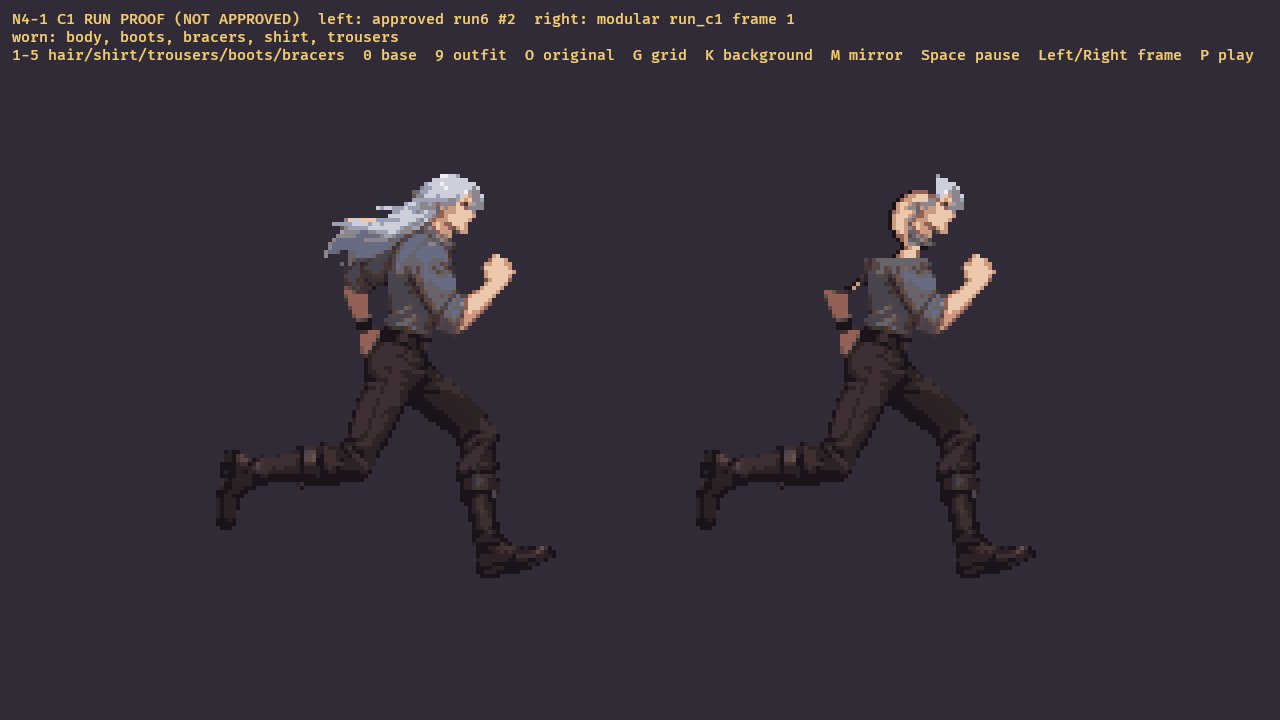 N4-1 C1 RUN PROOF (NOT APPROVED)  left: approved run6 #2  right: modular run_c1 frame 1
worn: body, boots, bracers, shirt, trousers
1-5 hair/shirt/trousers/boots/bracers  0 base  9 outfit  O original  G grid  K background  M mirror  Space pause  Left/Right frame  P play